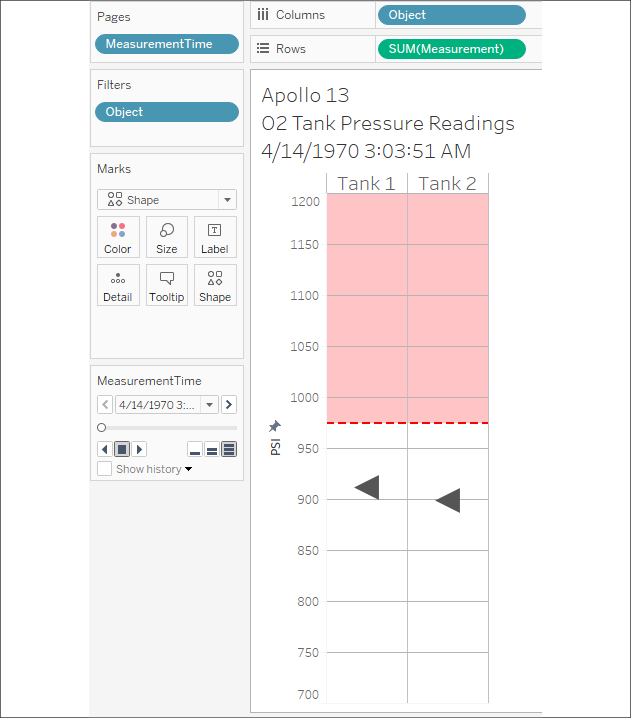 Pages
MeasurementTime
Filters
Object
Marks
Shape
Color Size Label
Detail Tooltip Shape
MeasurementTime
4/14/1970 3:...
Show history
Columns Object
Rows SUM(Measurement)
Apollo 13
O2 Tank Pressure Readings
4/14/1970 3:03:51 AM
Tank 1 Tank 2
1200
1150
1100
1050
1000
950
900
850
800
750
700
PSI